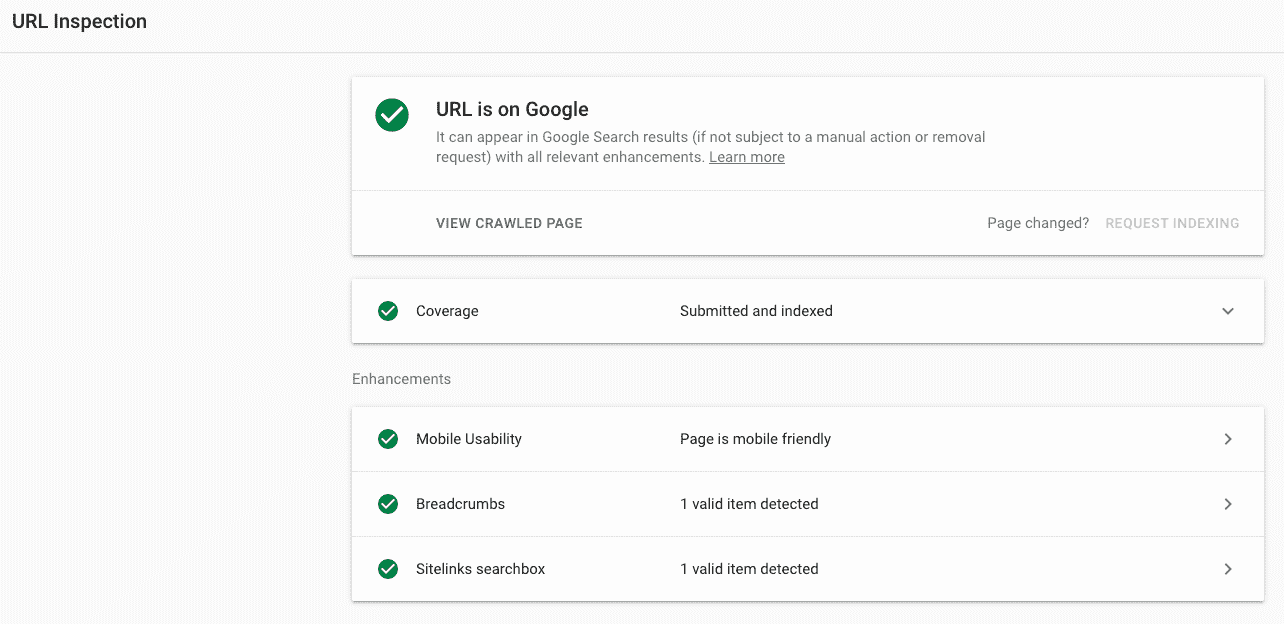 URL Inspection
URL is on Google
It can appear in Google Search results (if not subject to a manual action or removal
request) with all relevant enhancements. Learn more
VIEW CRAWLED PAGE Page changed? REQUEST INDEXING
Coverage Submitted and indexed
Enhancements
Mobile Usability Page is mobile friendly
Breadcrumbs 1 valid item detected
Sitelinks searchbox 1 valid item detected